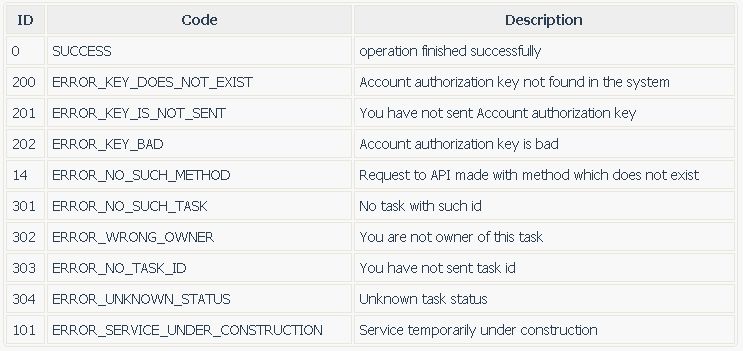 ID Code Description
0 SUCCESS operation finished successfully
200 ERROR_KEY_DOES_NOT_EXIST Account authorization key not found in the system
201 ERROR_KEY_IS_NOT_SENT You have not sent Account authorization key
202 ERROR_KEY_BAD Account authorization key is bad
14 ERROR_NO_SUCH_METHOD Request to API made with method which does not exist
301 ERROR_NO_SUCH_TASK No task with such id
302 ERROR_WRONG_OWNER You are not owner of this task
303 ERROR_NO_TASK_ID You have not sent task id
304 ERROR_UNKNOWN_STATUS Unknown task status
101 ERROR_SERVICE_UNDER_CONSTRUCTION Service temporarily under construction